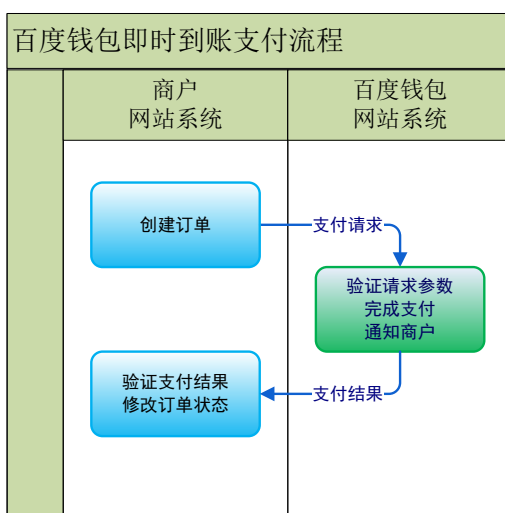 百度钱包即时到账支付流程
商户
网站系统
百度钱包
网站系统
创建订单
支付请求
验证请求参数
完成支付
通知商户
验证支付结果
修改订单状态
支付结果